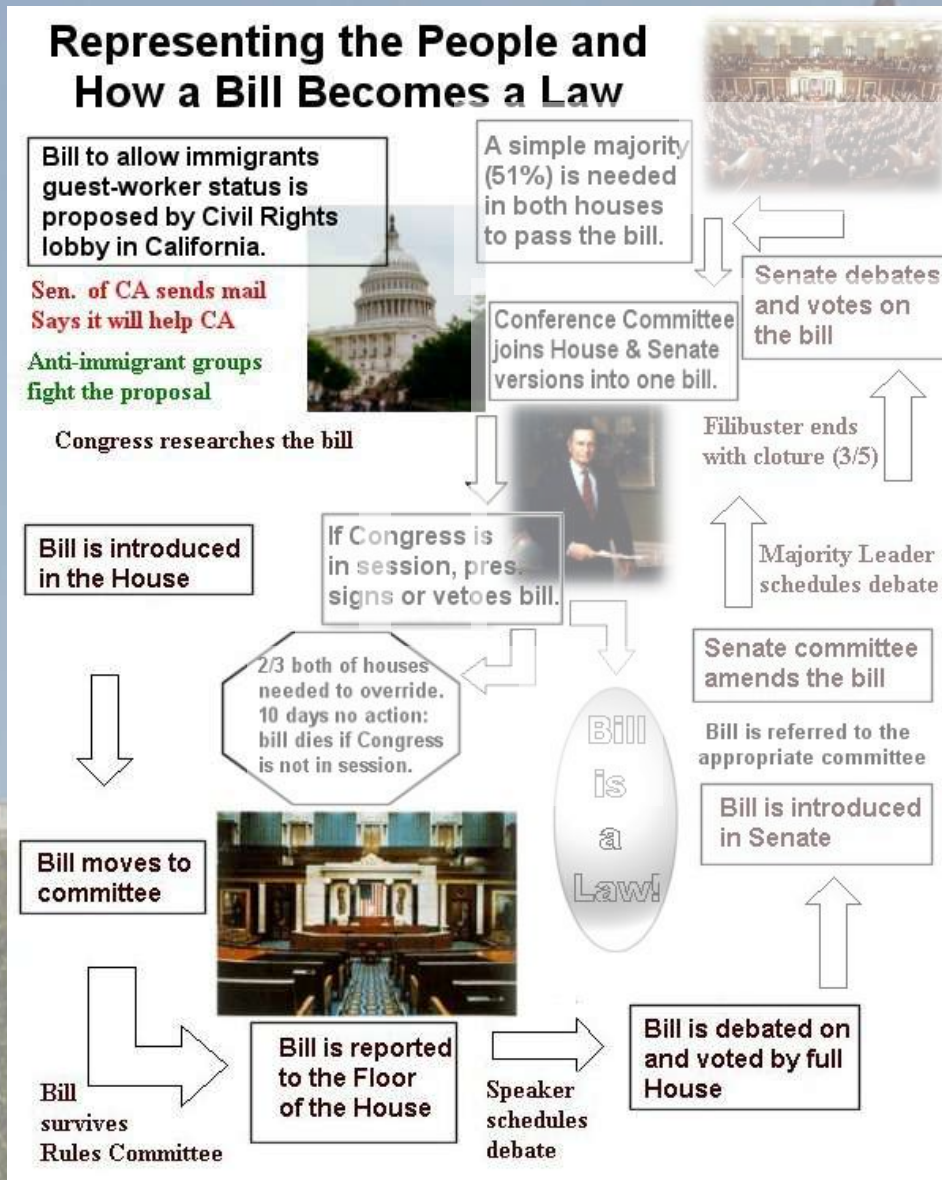 Representing the People and
How a Bill Becomes a Law
Bill to allow immigrants
guest-worker status is
proposed by Civil Rights
lobby in California.
Sen. of CA sends mail
Says it will help CA
Anti-immigrant groups
fight the proposal
Congress researches the bill
Bill is introduced
in the House
Bill moves to
committee
Bill
survives
Rules Committee
Bill is reported
to the Floor
of the House
Speaker
schedules
debate
Bill is debated on
and voted by full
House
Bill is introduced
in Senate
Bill is referred to the
appropriate committee
Senate committee
amends the bill
Majority Leader
schedules debate
Filibuster ends
with cloture (3/5)
Senate debates
and votes on
the bill
A simple majority
(51%) is needed
in both houses
to pass the bill.
Conference Committee
joins House & Senate
versions into one bill.
If Congress is
in session, pres.
signs or vetoes bill.
2/3 both of houses
needed to override.
10 days no action:
bill dies if Congress
is not in session.
Bill
is
a
Law!